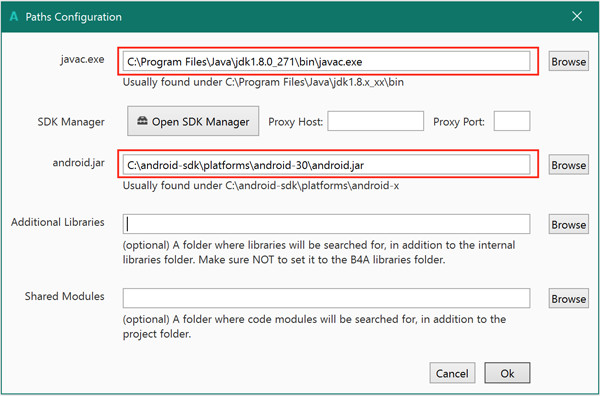 A Paths Configuration
javac.exe C:\Program Files\Java\jdk1.8.0_271\bin\javac.exe Browse
Usually found under C:\Program Files\Java\jdk1.8.x_xx\bin
SDK Manager Open SDK Manager Proxy Host: Proxy Port:
android.jar C:\android-sdk\platforms\android-30\android.jar Browse
Usually found under C:\android-sdk\platforms\android-x
Additional Libraries Browse
(optional) A folder where libraries will be searched for, in addition to the internal
libraries folder. Make sure NOT to set it to the B4A libraries folder.
Shared Modules Browse
(optional) A folder where code modules will be searched for, in addition to the
project folder.
Cancel Ok